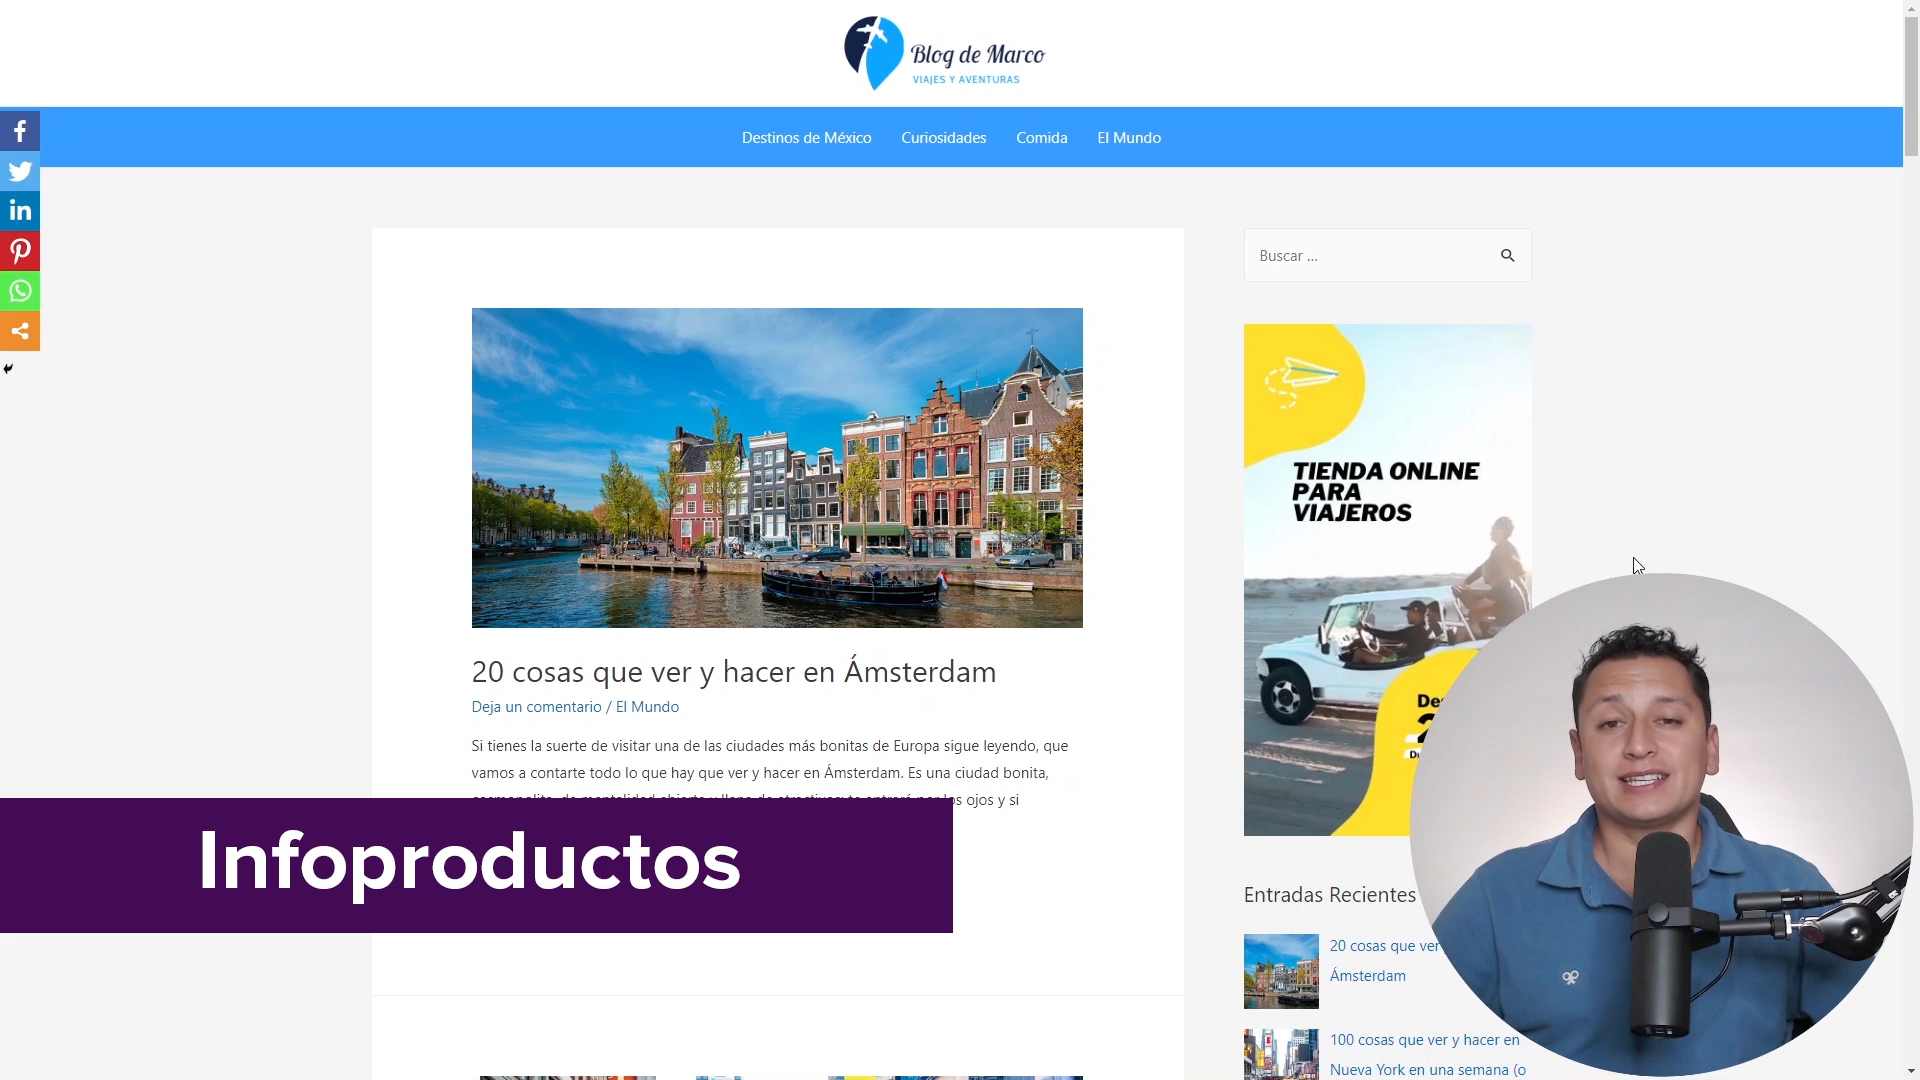 Blog de Marco
VIAJES Y AVENTURAS
Destinos de México Curiosidades Comida El Mundo
Buscar ...
TIENDA ONLINE
PARA
VIAJEROS
20 cosas que ver y hacer en Ámsterdam
Deja un comentario / El Mundo
Si tienes la suerte de visitar una de las ciudades más bonitas de Europa sigue leyendo, que
vamos a contarte todo lo que hay que ver y hacer en Ámsterdam. Es una ciudad bonita,
los ojos y si
Infoproductos
Entradas Recientes
20 cosas que ver
Ámsterdam
100 cosas que ver y hacer en
Nueva York en una semana (o